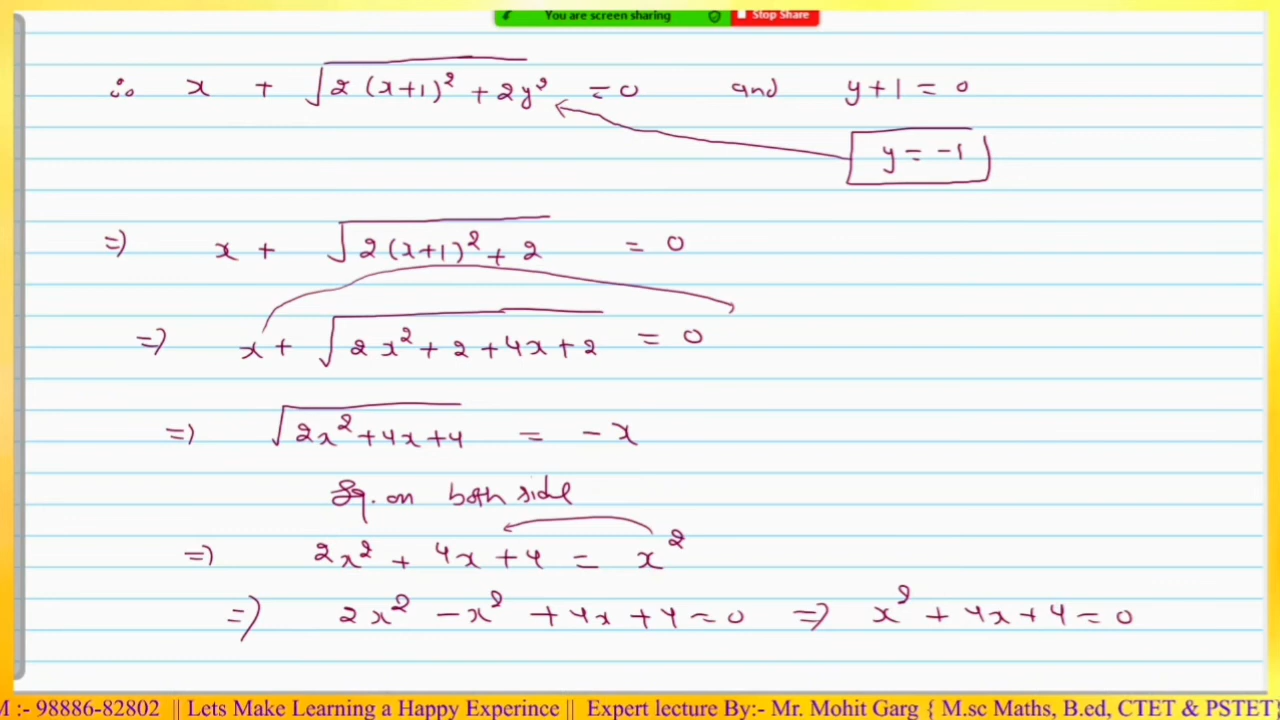 You are screen sharing Stop Share
∴ x + √(2(x+1)² + 2y²) = 0 and y+1 = 0
y = -1
=) x + √(2(x+1)² + 2) = 0
=) x + √(2x² + 2 + 4x + 2) = 0
=) √(2x² + 4x + 4) = -x
Sq. on both side
=) 2x² + 4x + 4 = x²
=) 2x² - x² + 4x + 4 = 0 =) x² + 4x + 4 = 0
M :- 98886-82802 || Lets Make Learning a Happy Experince || Expert lecture By:- Mr. Mohit Garg { M.sc Maths, B.ed, CTET & PSTET